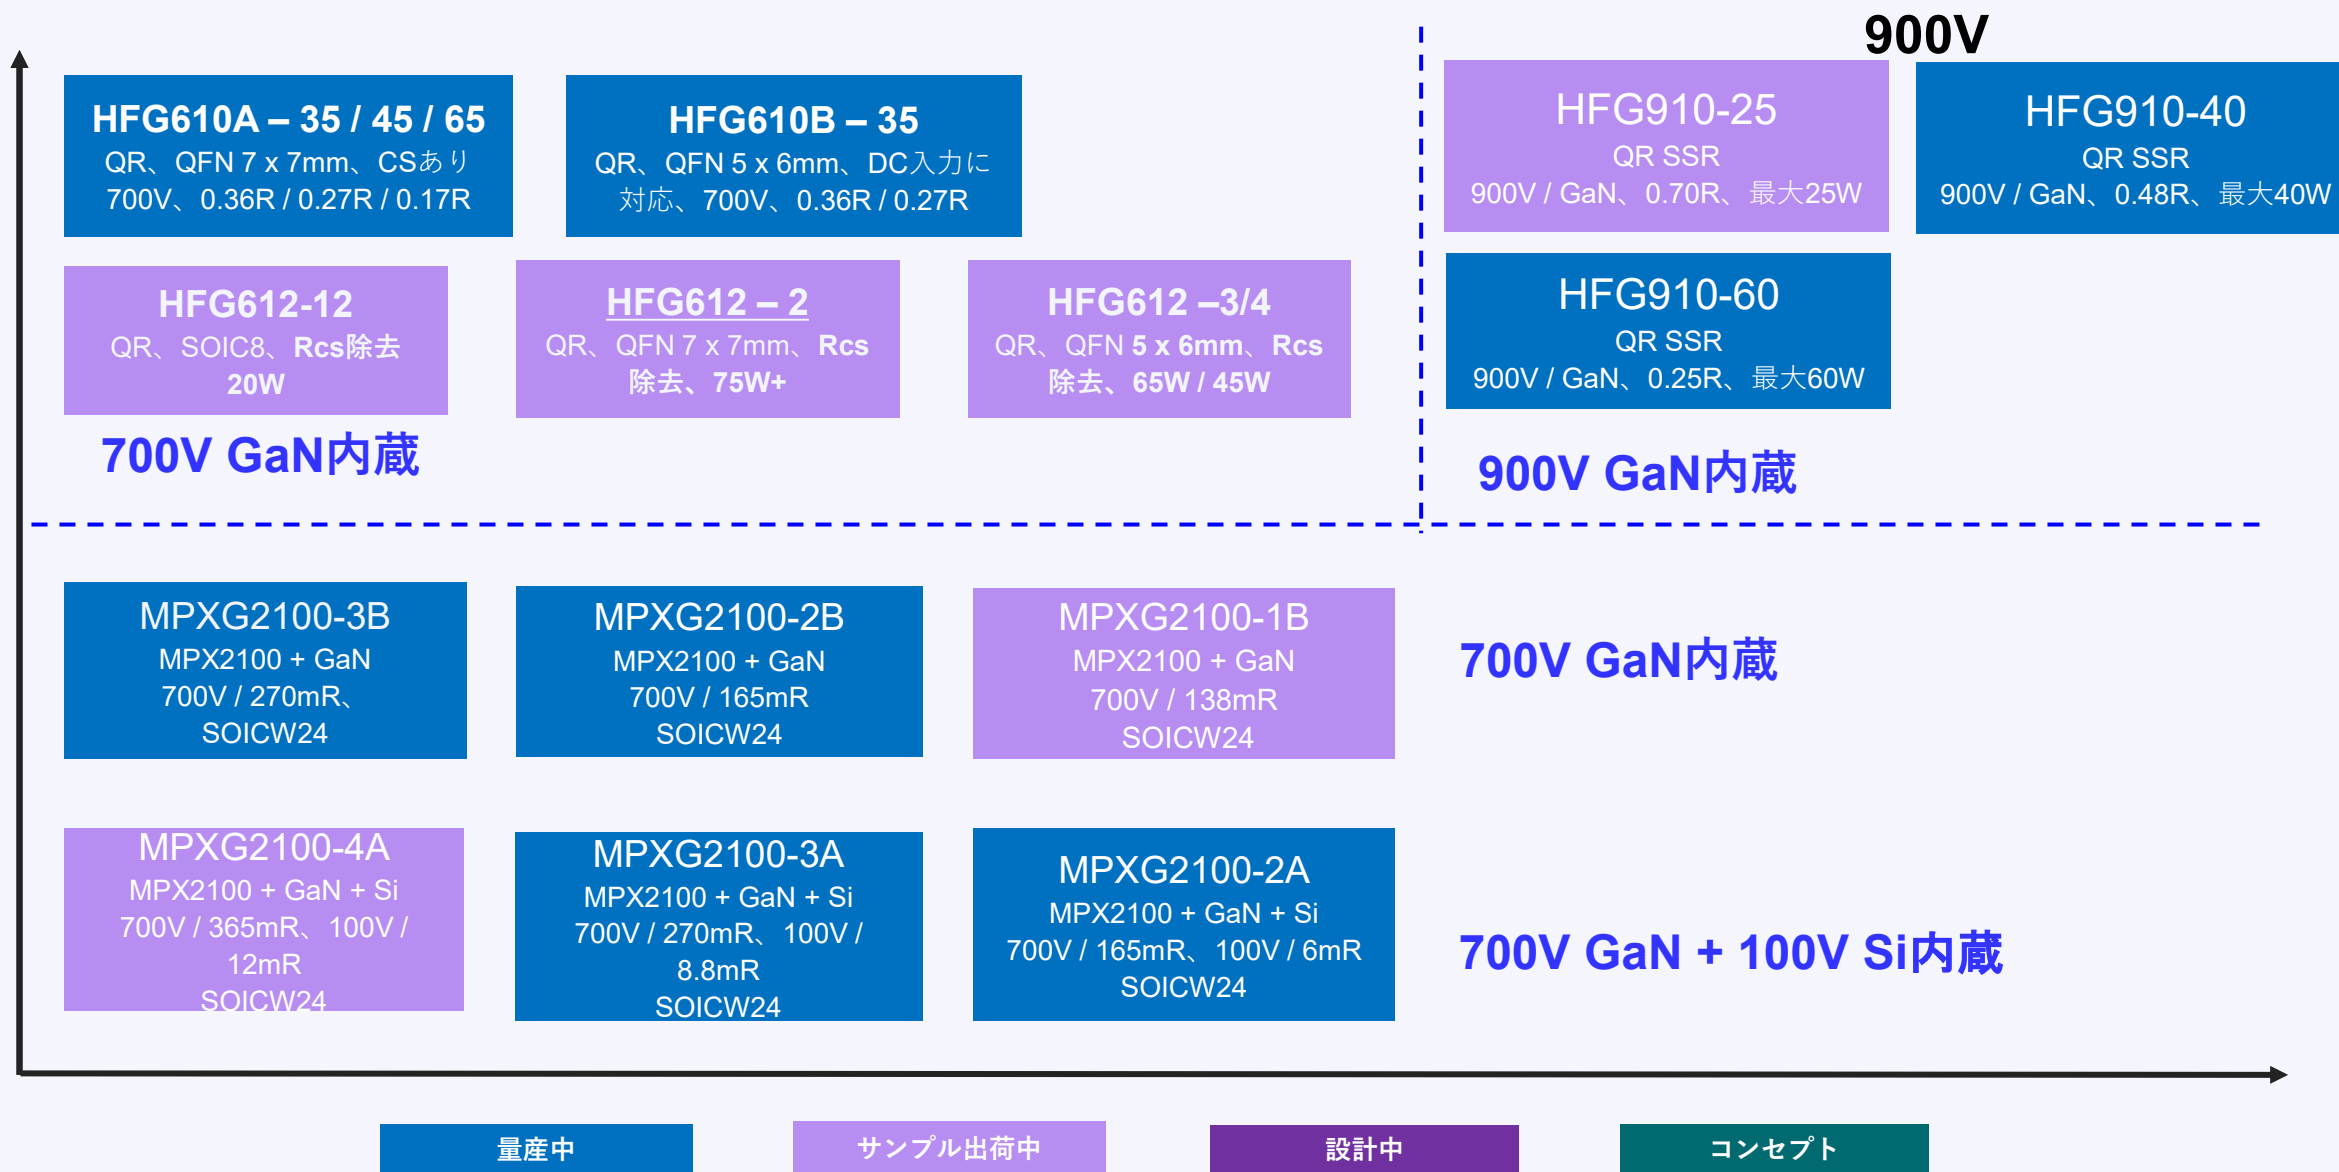 900V
HFG610A – 35 / 45 / 65
QR、QFN 7 x 7mm、CSあり
700V、0.36R / 0.27R / 0.17R
HFG610B – 35
QR、QFN 5 x 6mm、DC入力に
対応、700V、0.36R / 0.27R
HFG910-25
QR SSR
900V / GaN、0.70R、最大25W
HFG910-40
QR SSR
900V / GaN、0.48R、最大40W
HFG612-12
QR、SOIC8、Rcs除去
20W
HFG612 – 2
QR、QFN 7 x 7mm、Rcs
除去、75W+
HFG612 –3/4
QR、QFN 5 x 6mm、Rcs
除去、65W / 45W
HFG910-60
QR SSR
900V / GaN、0.25R、最大60W
700V GaN内蔵
900V GaN内蔵
MPXG2100-3B
MPX2100 + GaN
700V / 270mR、
SOICW24
MPXG2100-2B
MPX2100 + GaN
700V / 165mR
SOICW24
MPXG2100-1B
MPX2100 + GaN
700V / 138mR
SOICW24
700V GaN内蔵
MPXG2100-4A
MPX2100 + GaN + Si
700V / 365mR、100V /
12mR
SOICW24
MPXG2100-3A
MPX2100 + GaN + Si
700V / 270mR、100V /
8.8mR
SOICW24
MPXG2100-2A
MPX2100 + GaN + Si
700V / 165mR、100V / 6mR
SOICW24
700V GaN + 100V Si内蔵
量産中
サンプル出荷中
設計中
コンセプト